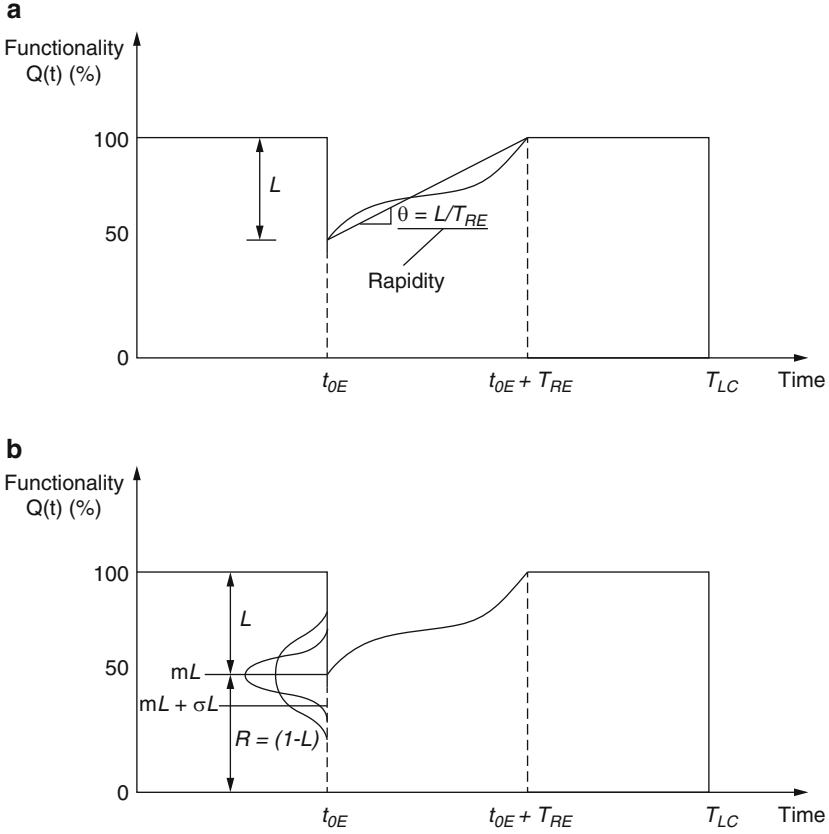 a
Functionality
Q(t) (%)
100
L
50
θ = L/T_RE
Rapidity
0
t_0E
t_0E + T_RE
T_LC
Time
b
Functionality
Q(t) (%)
100
L
50
mL
mL + σL
R = (1-L)
0
t_0E
t_0E + T_RE
T_LC
Time